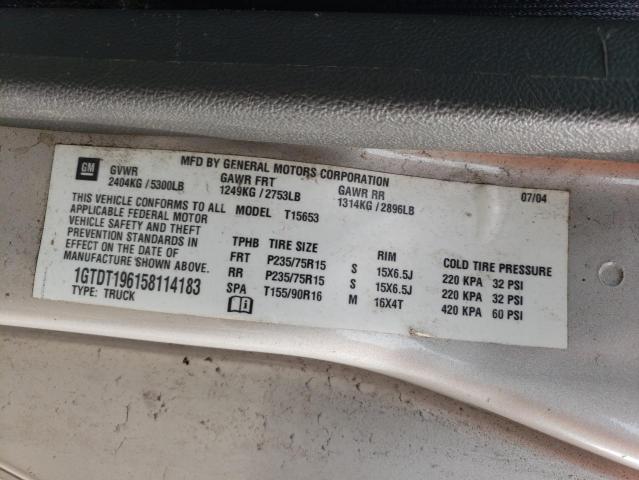 MFD BY GENERAL MOTORS CORPORATION
GM GVWR GAWR FRT GAWR RR 07/04
2404KG / 5300LB 1249KG / 2753LB 1314KG / 2896LB
THIS VEHICLE CONFORMS TO ALL
APPLICABLE FEDERAL MOTOR
VEHICLE SAFETY AND THEFT
PREVENTION STANDARDS IN
EFFECT ON THE DATE OF
MANUFACTURE SHOWN ABOVE.
1GTDT196158114183
TYPE: TRUCK
MODEL T15653
TPHB TIRE SIZE RIM COLD TIRE PRESSURE
FRT P235/75R15 S 15X6.5J 220 KPA 32 PSI
RR P235/75R15 S 15X6.5J 220 KPA 32 PSI
SPA T155/90R16 M 16X4T 420 KPA 60 PSI